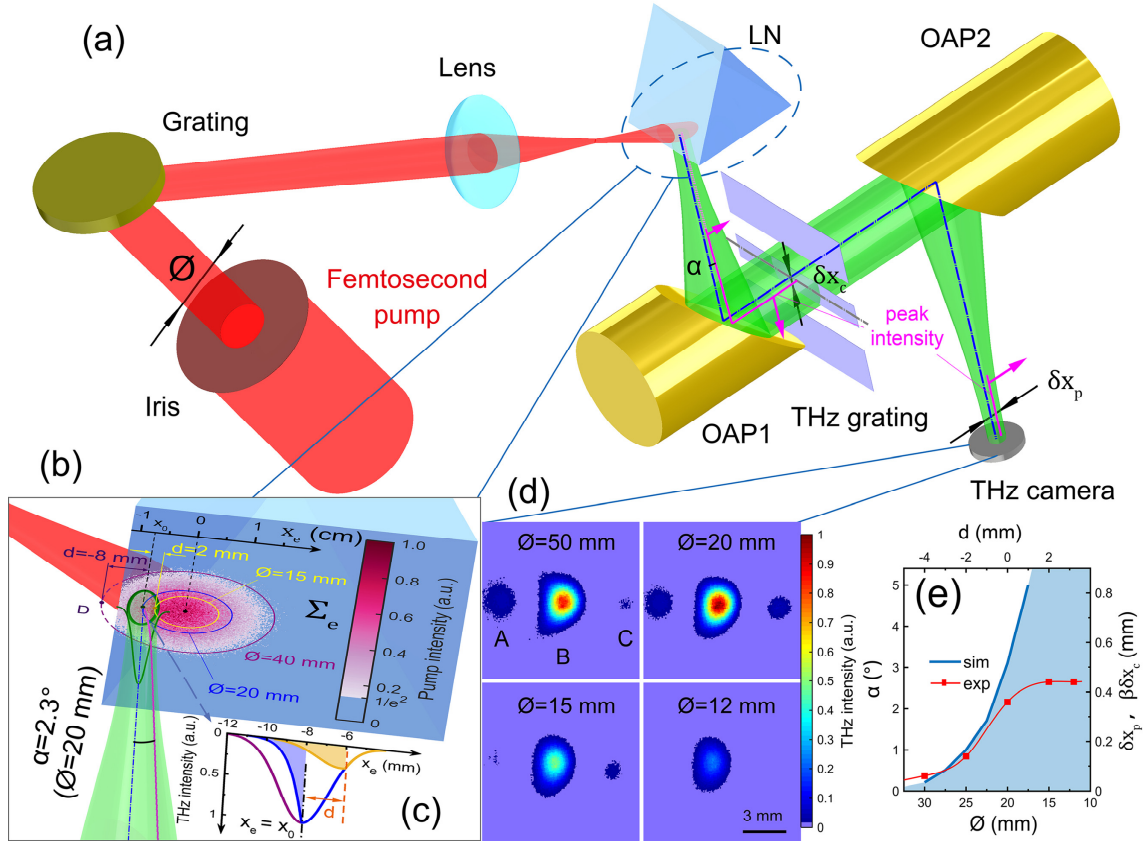 (a)
LN
OAP2
Lens
Grating
Ø
Femtosecond
pump
α
δx_c
peak
intensity
Iris
δx_p
OAP1
THz grating
THz camera
(b)
1
x₀
0
1
x_e (cm)
d=-8 mm
d=2 mm
Ø=15 mm
D
Σ_e
Ø=40 mm
Ø=20 mm
1.0
0.8
0.6
0.4
0.2
1/e²
0
Pump intensity (a.u)
α=2.3°
(Ø=20 mm)
-12
-10
-8
-6
x_e (mm)
0
0.5
1
THz intensity (a.u.)
d
x_e = x₀
(c)
(d)
Ø=50 mm
Ø=20 mm
A
B
C
Ø=15 mm
Ø=12 mm
3 mm
1
0.9
0.8
0.7
0.6
0.5
0.4
0.3
0.2
0.1
0
THz intensity (a.u.)
d (mm)
-4
-2
0
2
(e)
5
4
3
2
1
0
α (°)
sim
exp
0.8
0.6
0.4
0.2
0
δx_p , βδx_c (mm)
30
25
20
15
10
Ø (mm)